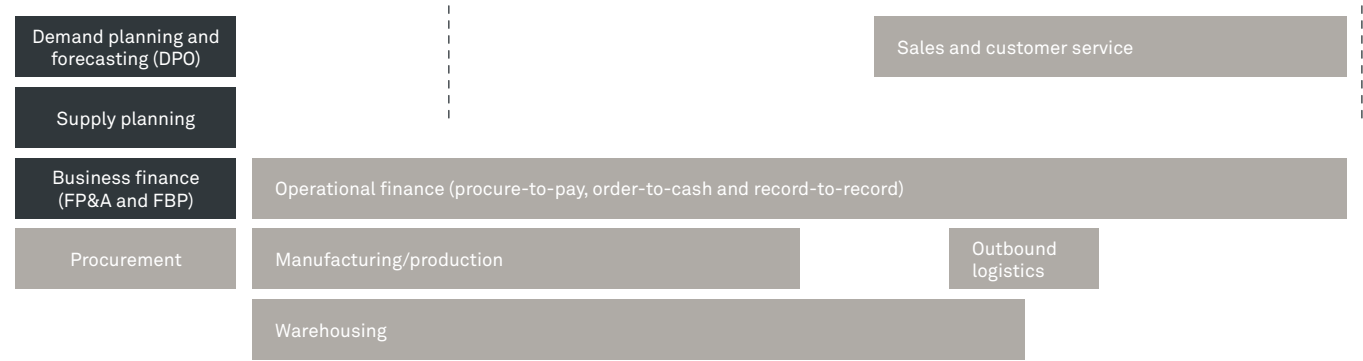 Demand planning and
forecasting (DPO)
Sales and customer service
Supply planning
Business finance
(FP&A and FBP)
Operational finance (procure-to-pay, order-to-cash and record-to-record)
Procurement
Manufacturing/production
Outbound
logistics
Warehousing